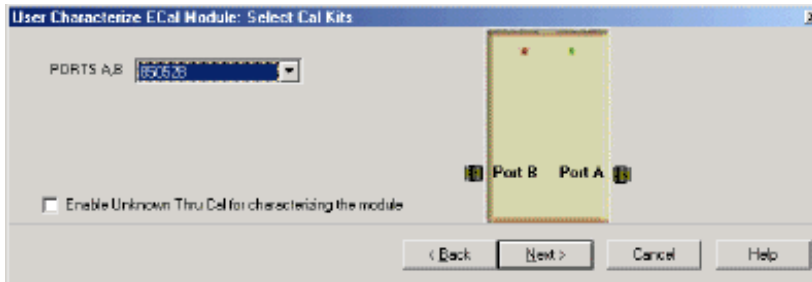 User Characterize ECal Module: Select Cal Kits
PORTS A,B 85052B
Port B Port A
Enable Unknown Thru Cal for characterizing the module
< Back Next > Cancel Help